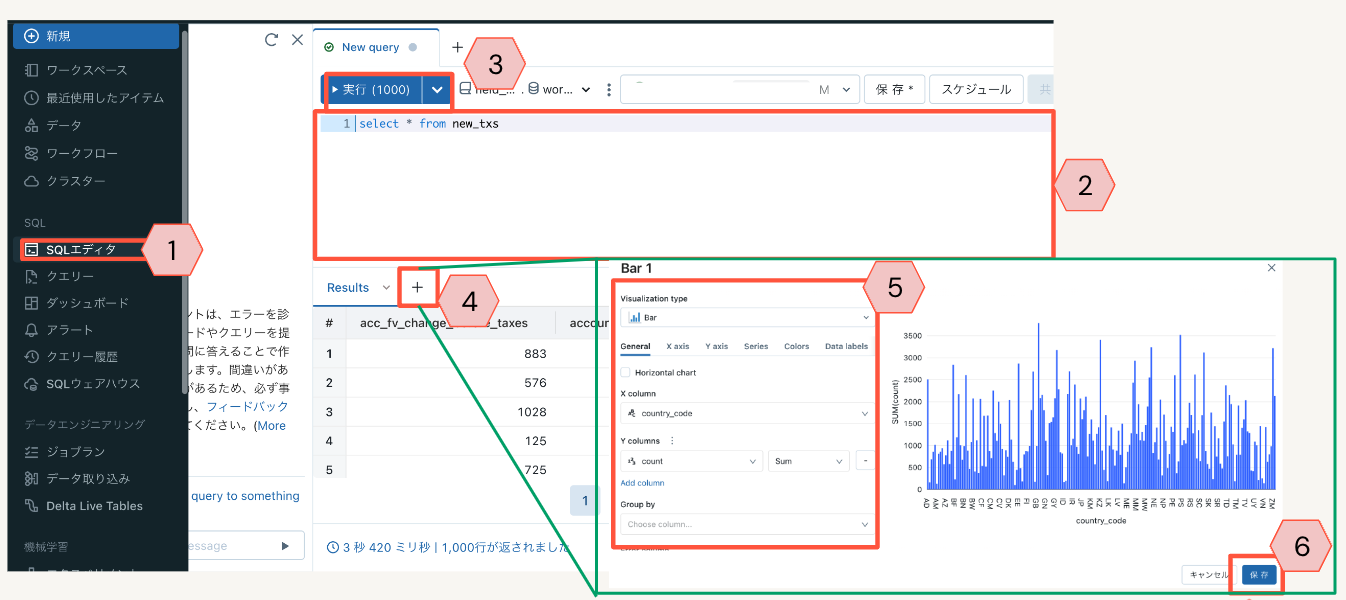 新規
ワークスペース
最近使用したアイテム
データ
ワークフロー
クラスター
SQL
SQLエディタ
クエリー
ダッシュボード
アラート
クエリー履歴
SQLウェアハウス
データエンジニアリング
ジョブラン
データ取り込み
Delta Live Tables
機械学習
1
ントは、エラーを診
ードやクエリーを提
問に答えることで作
します。間違いがあ
があるため、必ず事
し、フィードバック
てください。(More
query to something
essage
New query
+
3
実行 (1000)
wor...
M
保存 *
スケジュール
共
1 select * from new_txs
2
Results
+
4
# acc_fv_change_ taxes accour
1 883
2 576
3 1028
4 125
5 725
1
3 秒 420 ミリ秒 | 1,000行が返されました
Bar 1
5
Visualization type
Bar
General X axis Y axis Series Colors Data labels
Horizontal chart
X column
country_code
Y columns
count Sum -
Add column
Group by
Choose column...
SUM(count)
3500
3000
2500
2000
1500
1000
500
0
AD AM AZ BF BN BW CF CM CV DK EE FI GB GN GY ID IR JP KM KZ LK LV ME MM MW NE NP PE PS RS SC SK SR TD TM TV UY VN ZM
country_code
キャンセル
保存
6